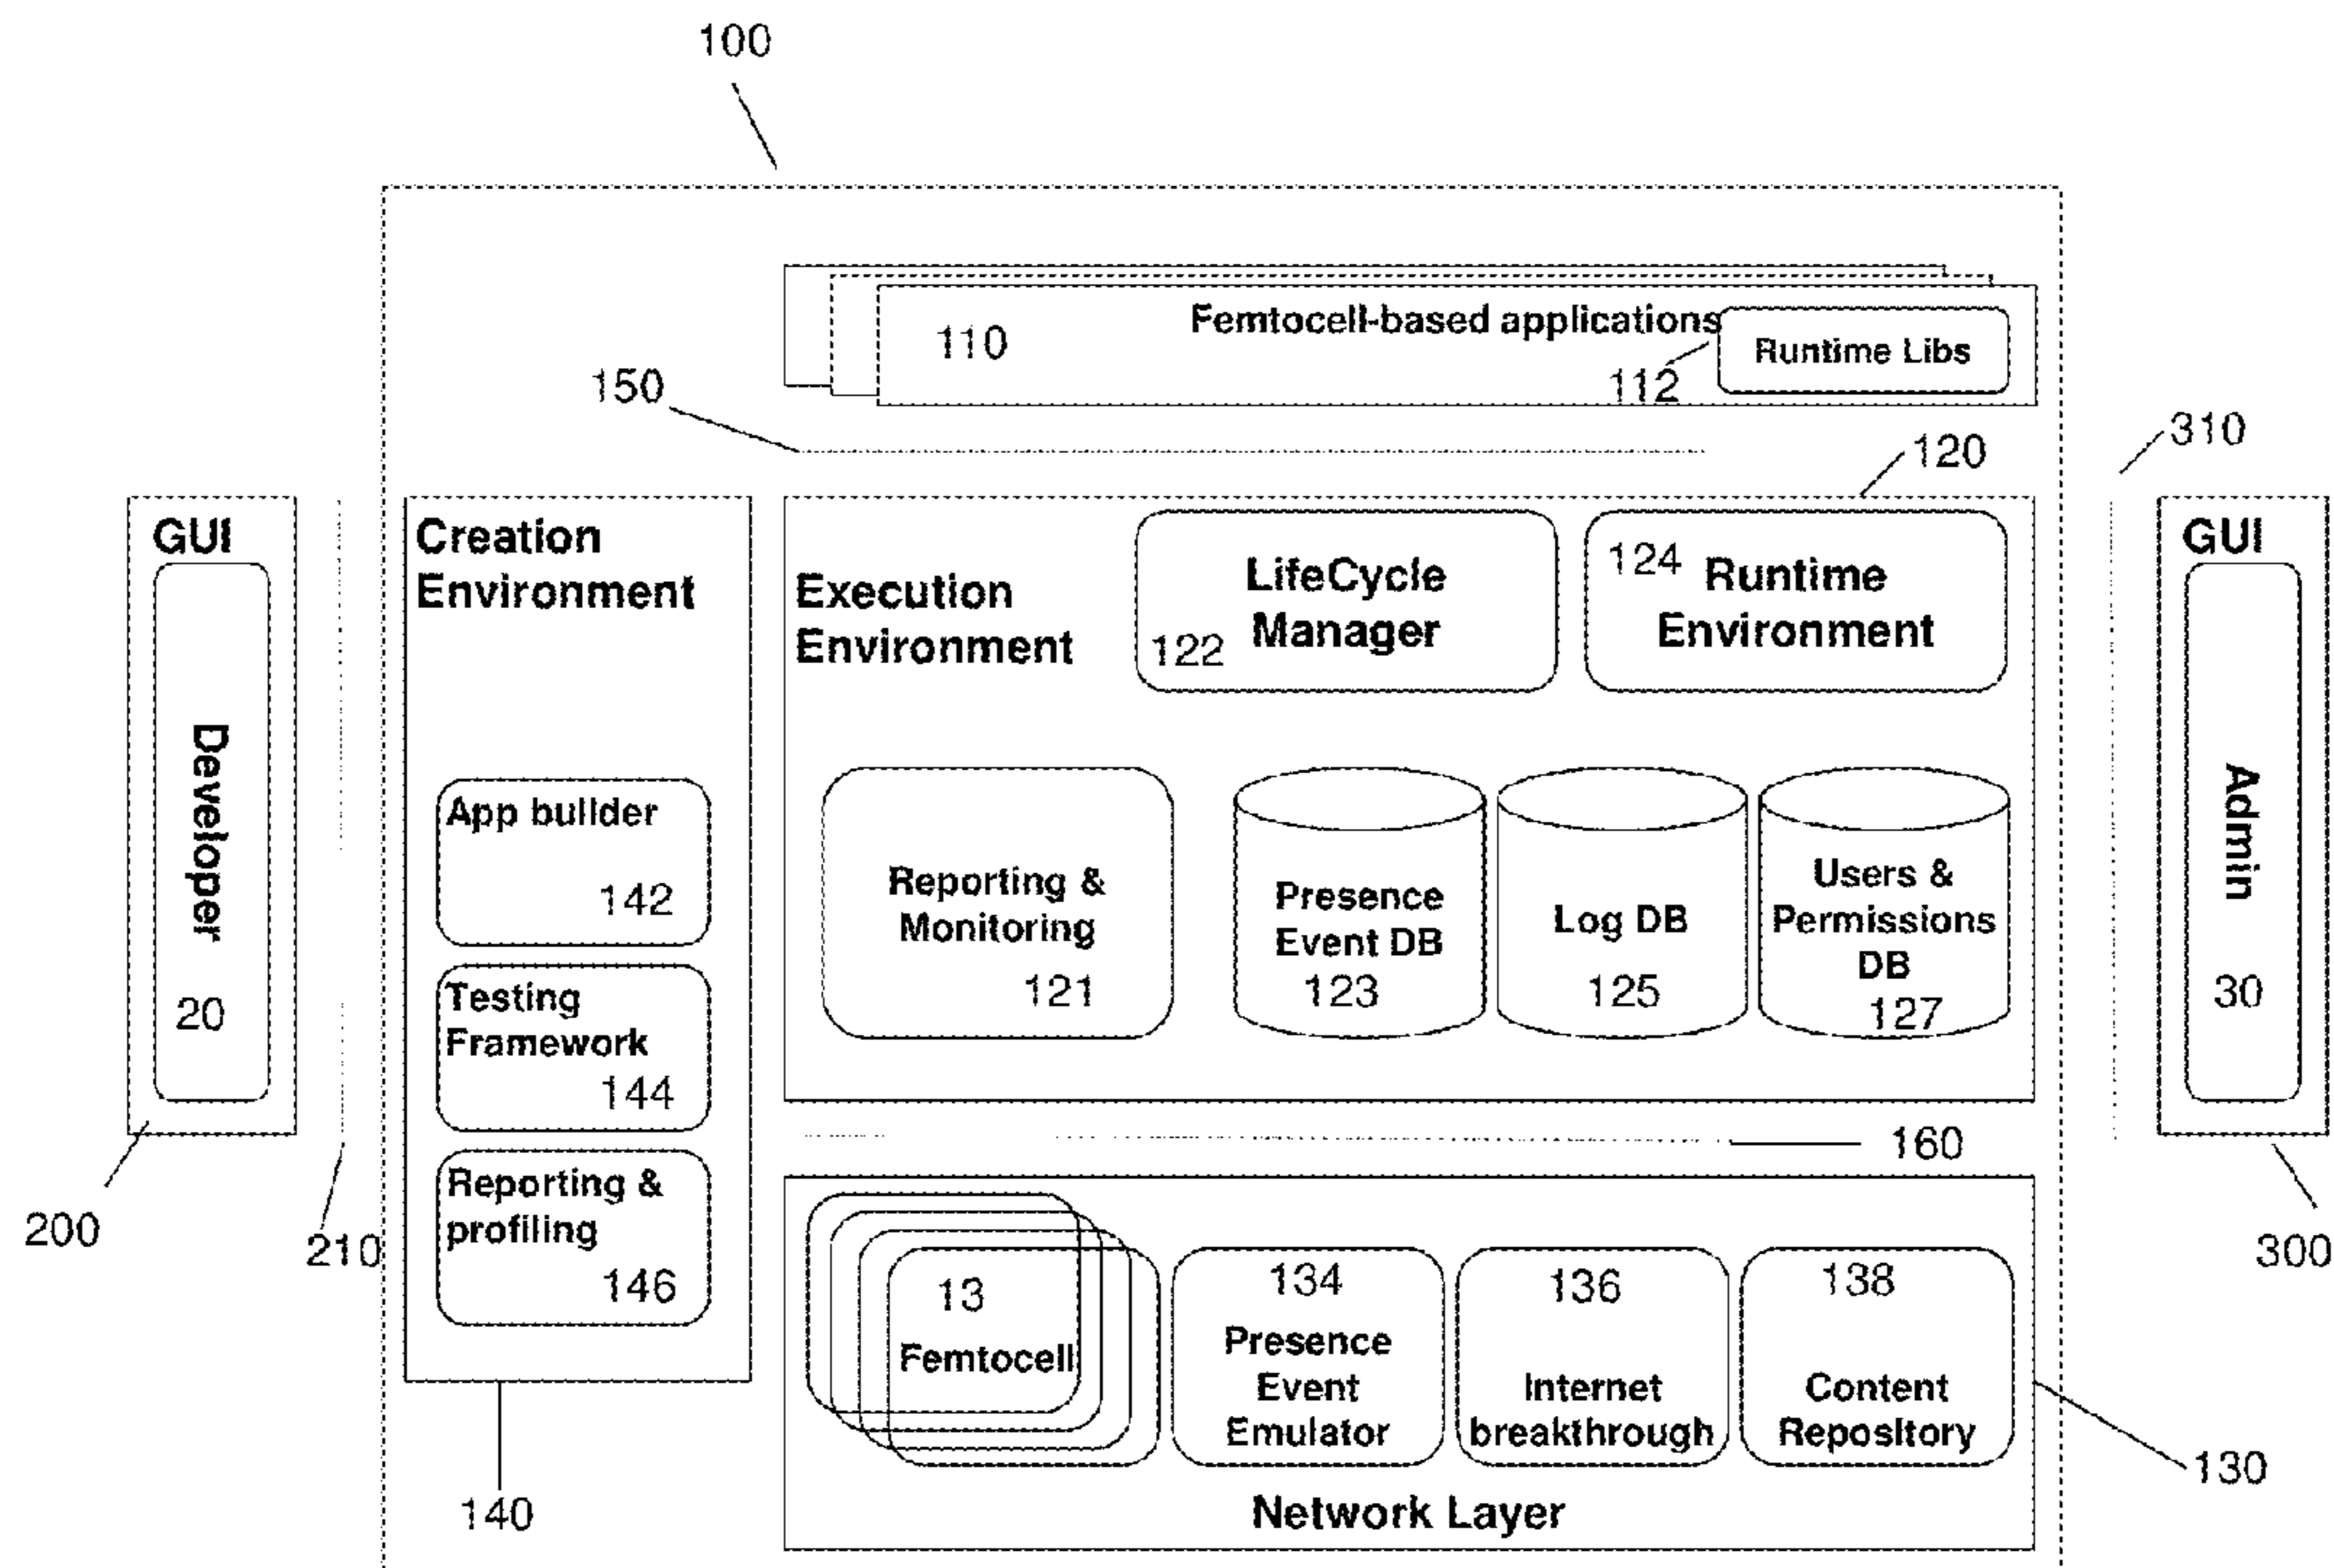 100
Femtocell-based applications
110
Runtime Libs
112
150
310
120
GUI
Developer
20
200
210
Creation
Environment
App builder
142
Testing
Framework
144
Reporting &
profiling
146
140
Execution
Environment
LifeCycle
Manager
122
124
Runtime
Environment
Reporting &
Monitoring
121
Presence
Event DB
123
Log DB
125
Users &
Permissions
DB
127
160
13
Femtocell
134
Presence
Event
Emulator
136
Internet
breakthrough
138
Content
Repository
Network Layer
130
GUI
Admin
30
300